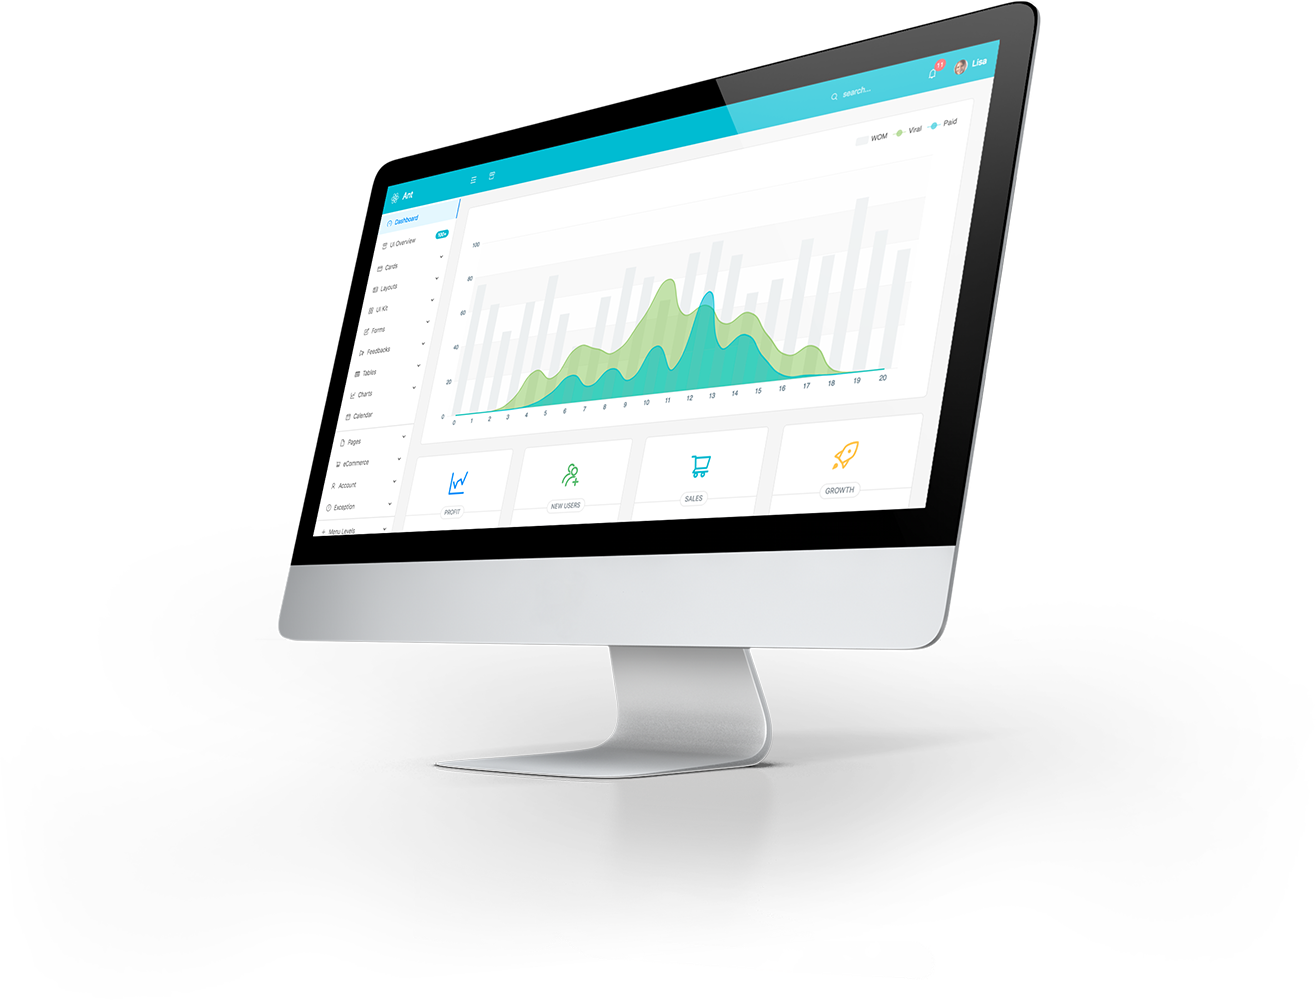 Ant
search...
11
Lisa
Dashboard
UI Overview
100+
Cards
Layouts
UI Kit
Forms
Feedbacks
Tables
Charts
Calendar
Pages
eCommerce
Account
Exception
Menu Levels
WOM
Viral
Paid
100
80
60
40
20
0
0 1 2 3 4 5 6 7 8 9 10 11 12 13 14 15 16 17 18 19 20
PROFIT
NEW USERS
SALES
GROWTH